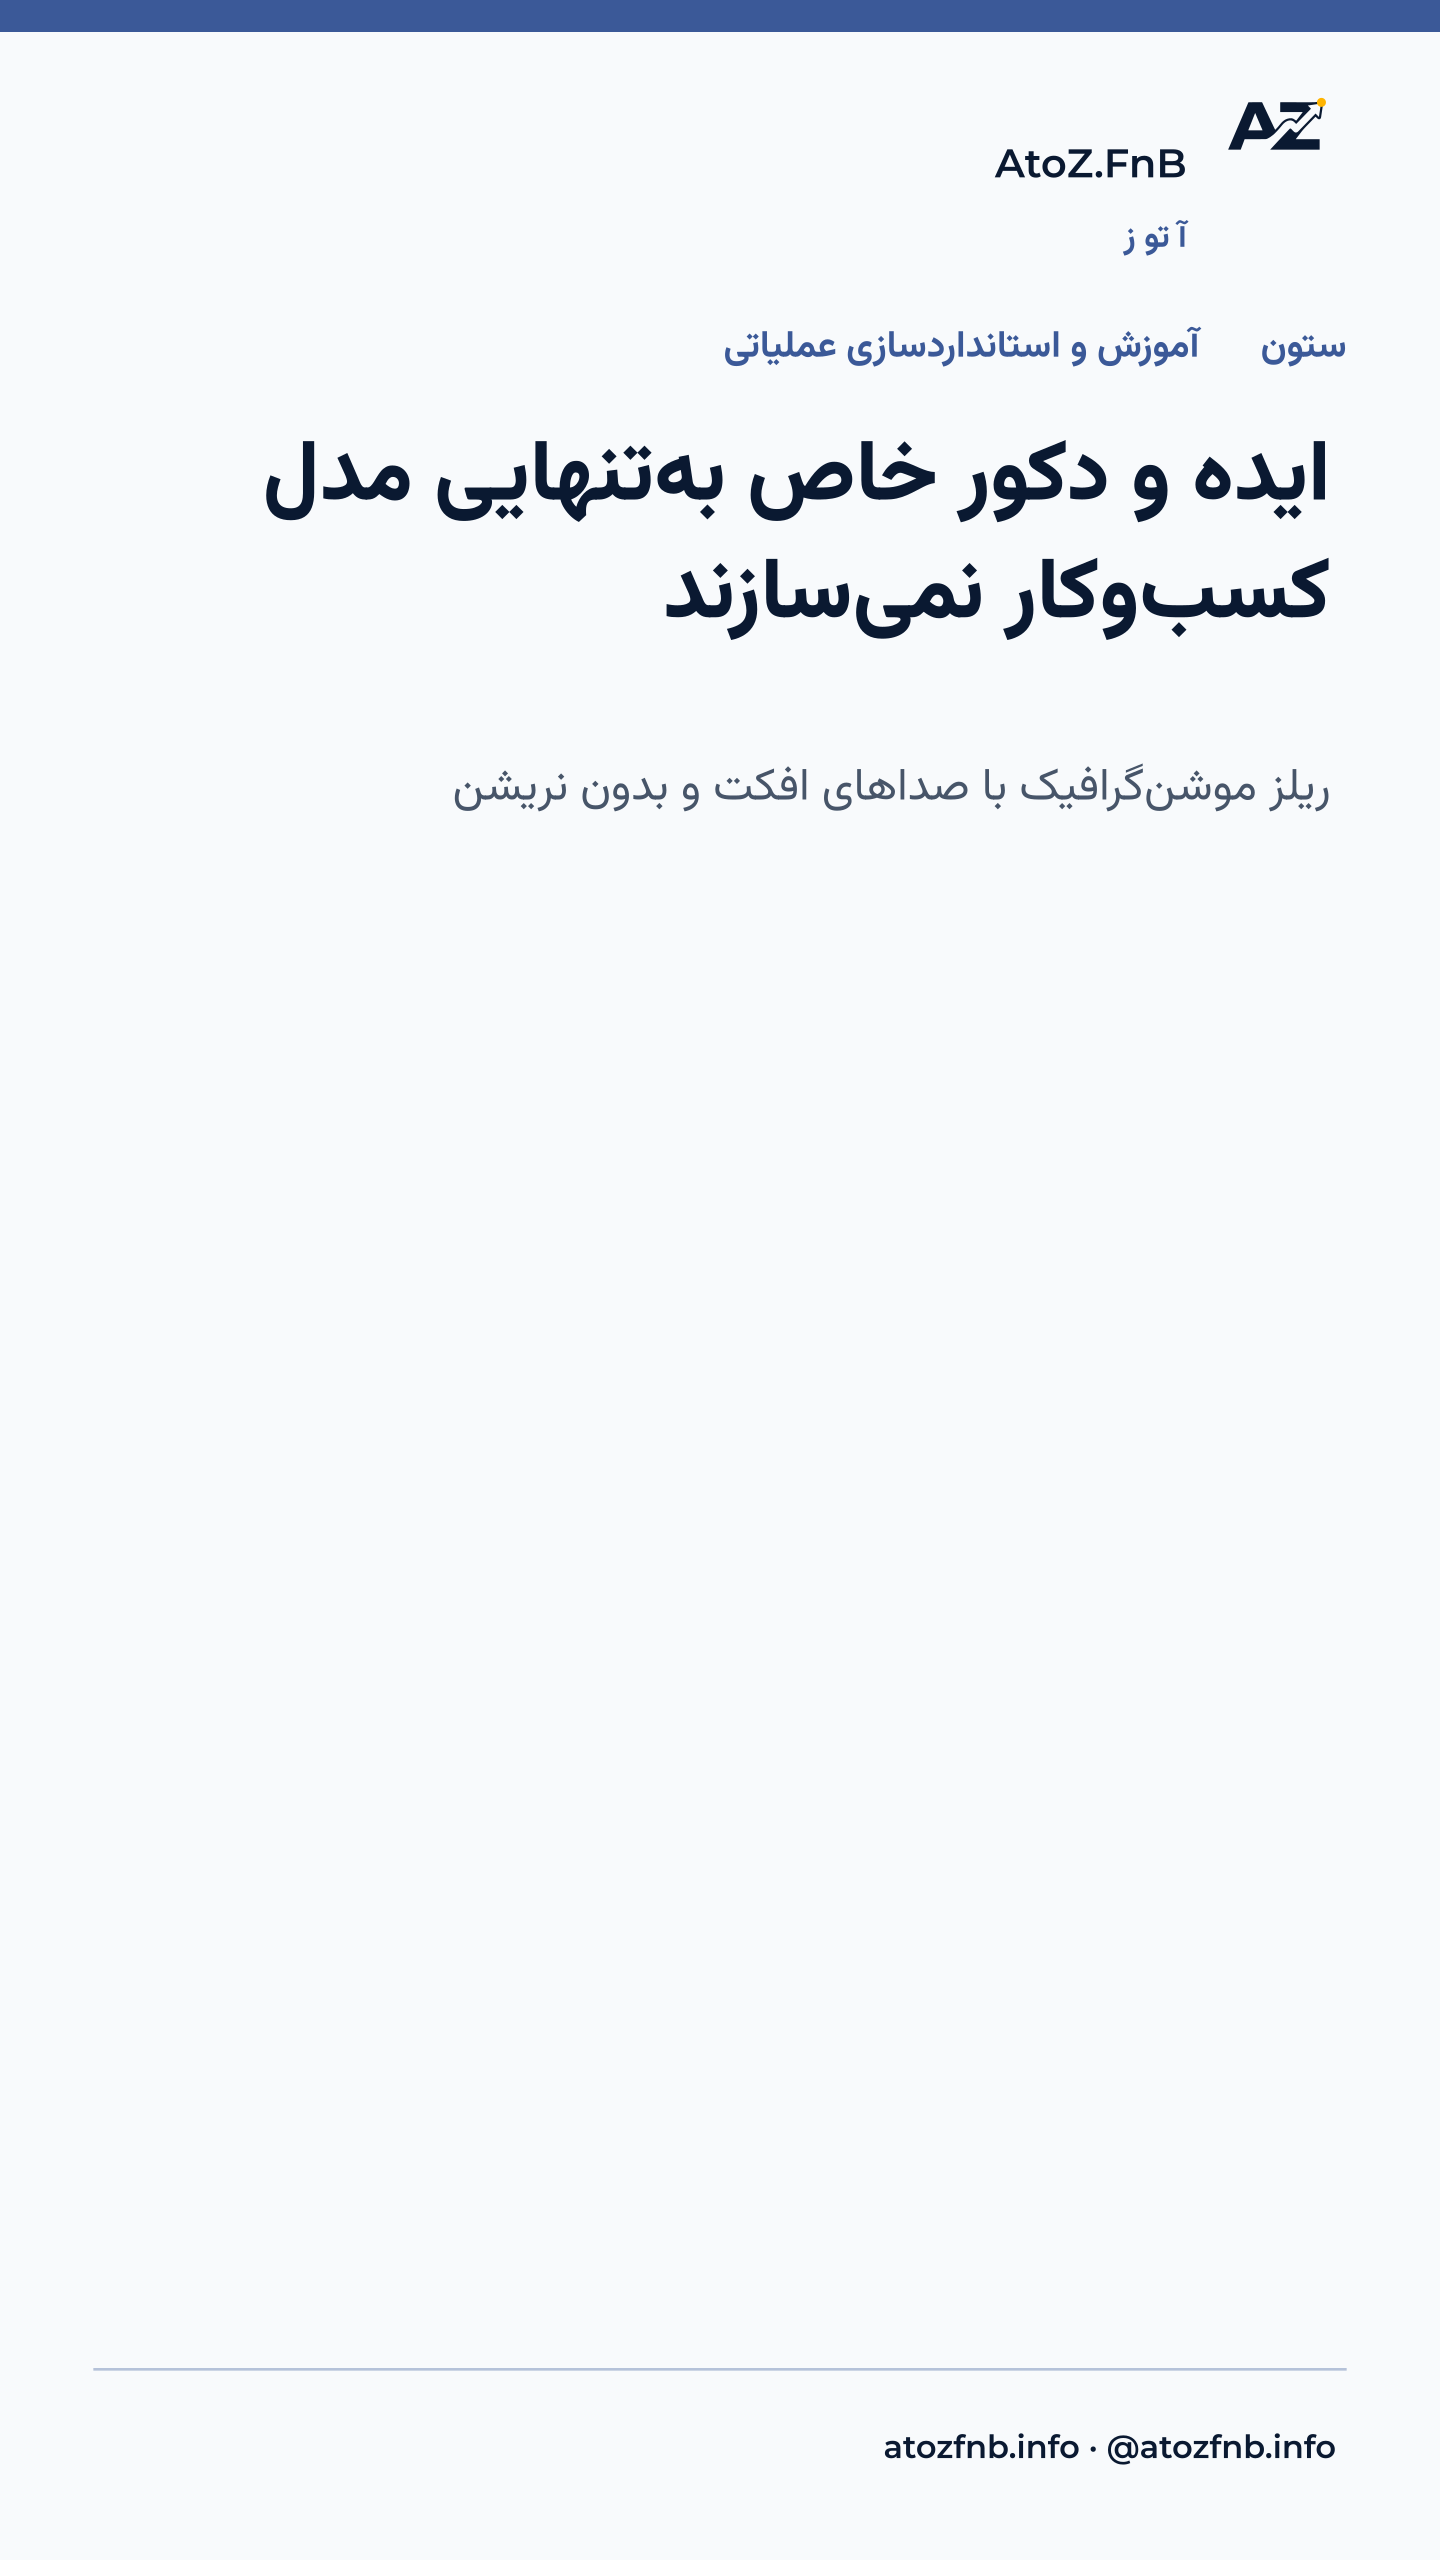 AZ
AtoZ.FnB
آ تو ز
ستون آموزش و استانداردسازی عملیاتی
ایده و دکور خاص به‌تنهایی مدل
کسب‌وکار نمی‌سازند
ریلز موشن‌گرافیک با صداهای افکت و بدون نریشن
atozfnb.info · @atozfnb.info